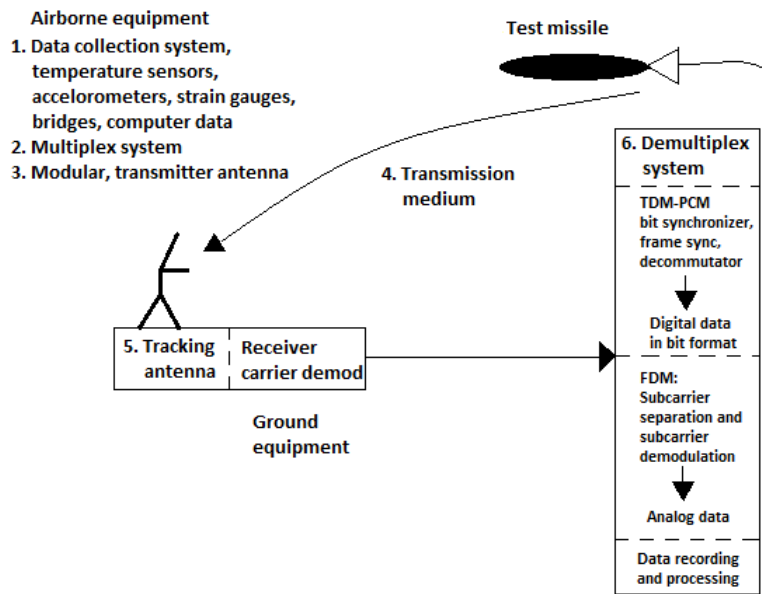 Airborne equipment
1. Data collection system,
temperature sensors,
accelorometers, strain gauges,
bridges, computer data
2. Multiplex system
3. Modular, transmitter antenna
Test missile
4. Transmission
medium
5. Tracking
antenna
Receiver
carrier demod
Ground
equipment
6. Demultiplex
system
TDM-PCM
bit synchronizer,
frame sync,
decommutator
Digital data
in bit format
FDM:
Subcarrier
separation and
subcarrier
demodulation
Analog data
Data recording
and processing